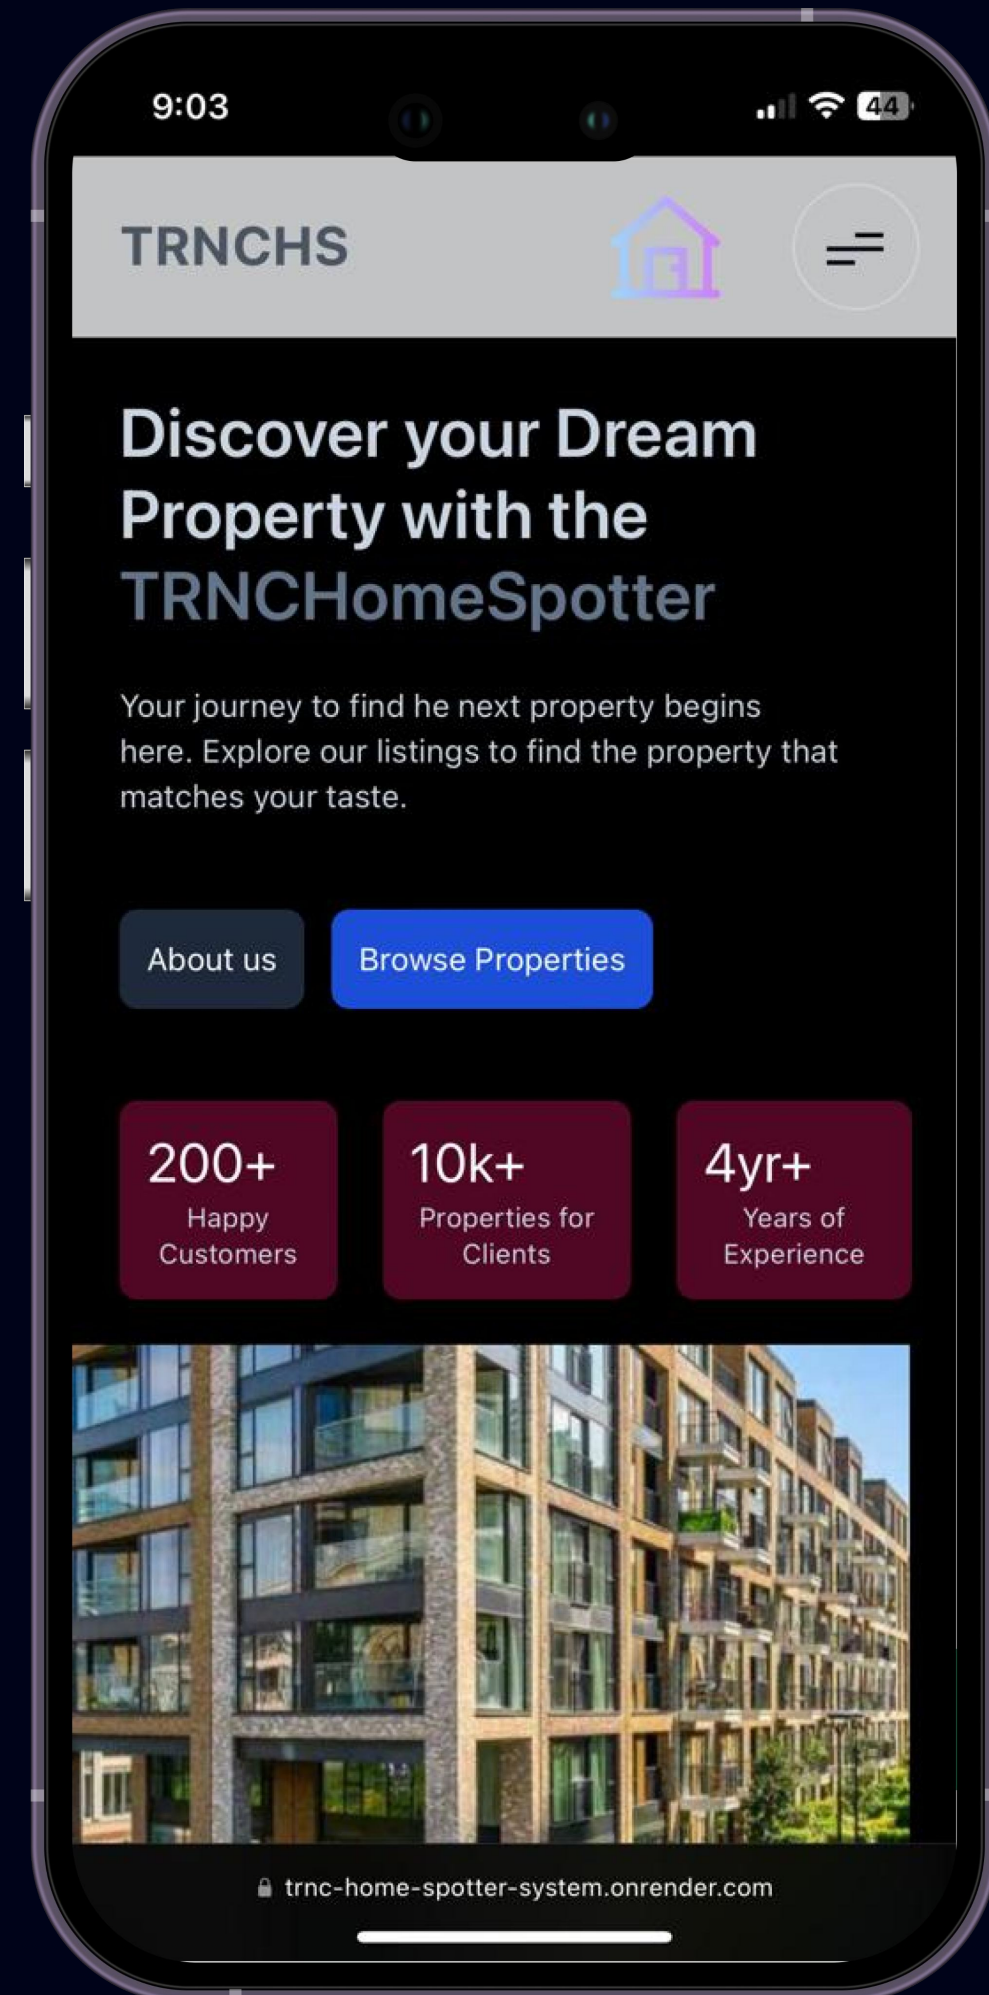 9:03
44
TRNCHS
Discover your Dream
Property with the
TRNCHomeSpotter
Your journey to find he next property begins
here. Explore our listings to find the property that
matches your taste.
About us
Browse Properties
200+
Happy
Customers
10k+
Properties for
Clients
4yr+
Years of
Experience
trnc-home-spotter-system.onrender.com